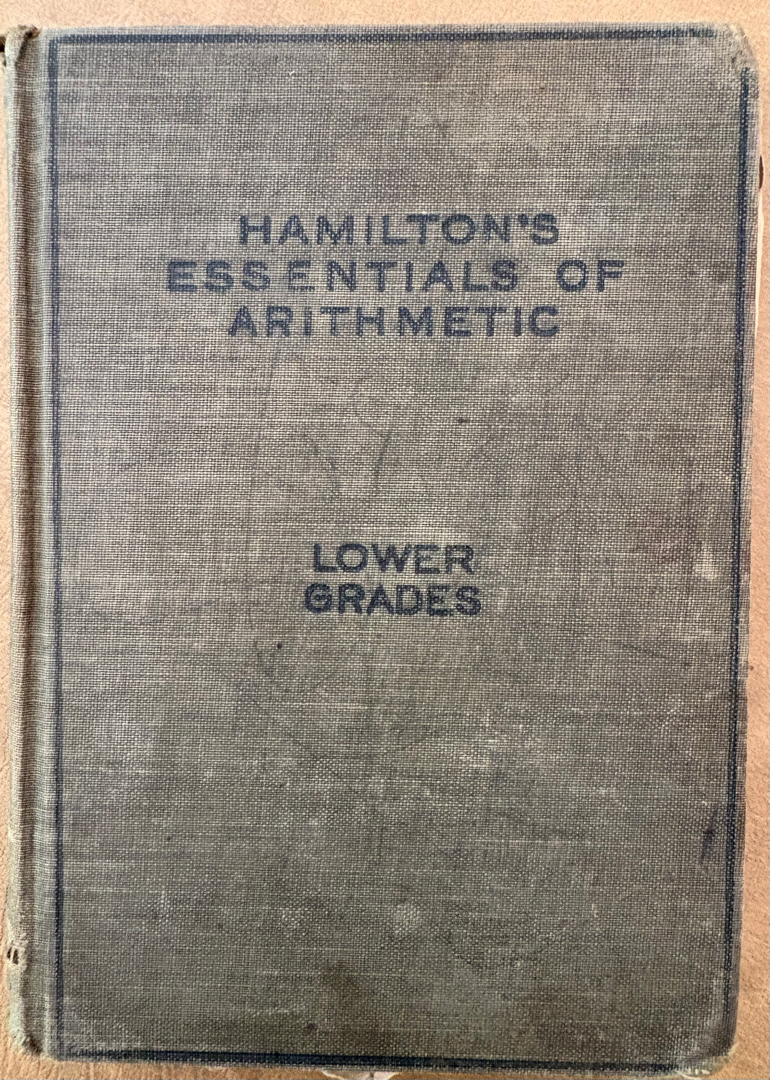 HAMILTON'S
ESSENTIALS OF
ARITHMETIC
LOWER
GRADES